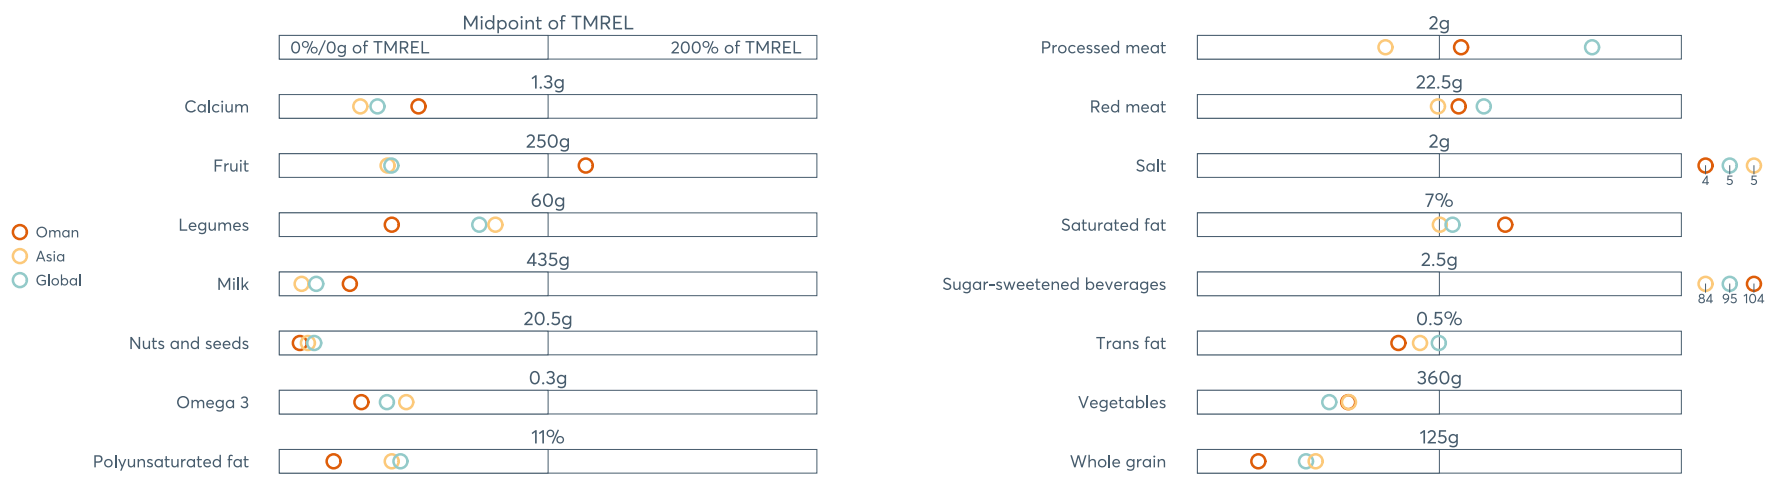 Midpoint of TMREL
0%/0g of TMREL
200% of TMREL
1.3g
Calcium
250g
Fruit
60g
Legumes
435g
Milk
20.5g
Nuts and seeds
0.3g
Omega 3
11%
Polyunsaturated fat
Oman
Asia
Global
2g
Processed meat
22.5g
Red meat
2g
Salt
4 5 5
7%
Saturated fat
2.5g
Sugar-sweetened beverages
84 95 104
0.5%
Trans fat
360g
Vegetables
125g
Whole grain